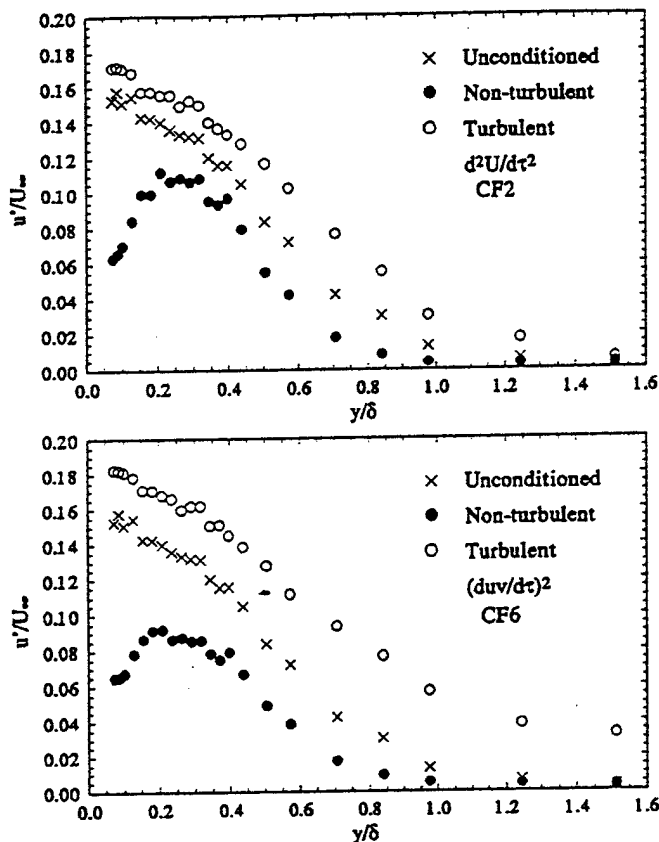 0.20
0.18
0.16
0.14
0.12
0.10
0.08
0.06
0.04
0.02
0.00
u'/U∞
× Unconditioned
● Non-turbulent
○ Turbulent
d²U/dτ²
CF2
0.0 0.2 0.4 0.6 0.8 1.0 1.2 1.4 1.6
y/δ
0.20
0.18
0.16
0.14
0.12
0.10
0.08
0.06
0.04
0.02
0.00
u'/U∞
× Unconditioned
● Non-turbulent
○ Turbulent
(duv/dτ)²
CF6
0.0 0.2 0.4 0.6 0.8 1.0 1.2 1.4 1.6
y/δ